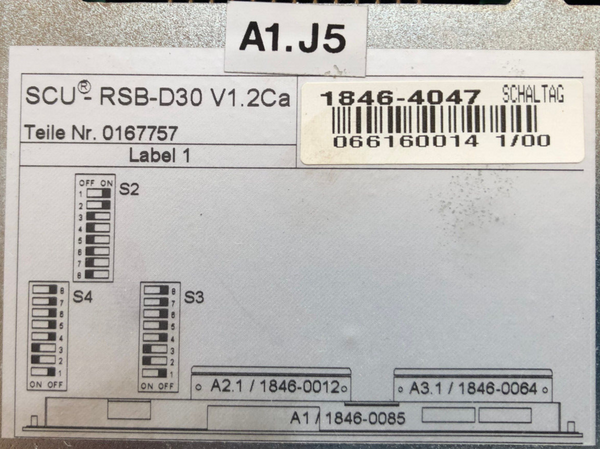 A1.J5
SCU®- RSB-D30 V1.2Ca
Teile Nr. 0167757
Label 1
1846-4047 SCHALTAG
066160014 1/00
OFF ON
S2
1
2
3
4
5
6
7
8
S4
8
7
6
5
4
3
2
1
ON OFF
S3
8
7
6
5
4
3
2
1
ON OFF
A2.1 / 1846-0012
A3.1 / 1846-0064
A1 / 1846-0085